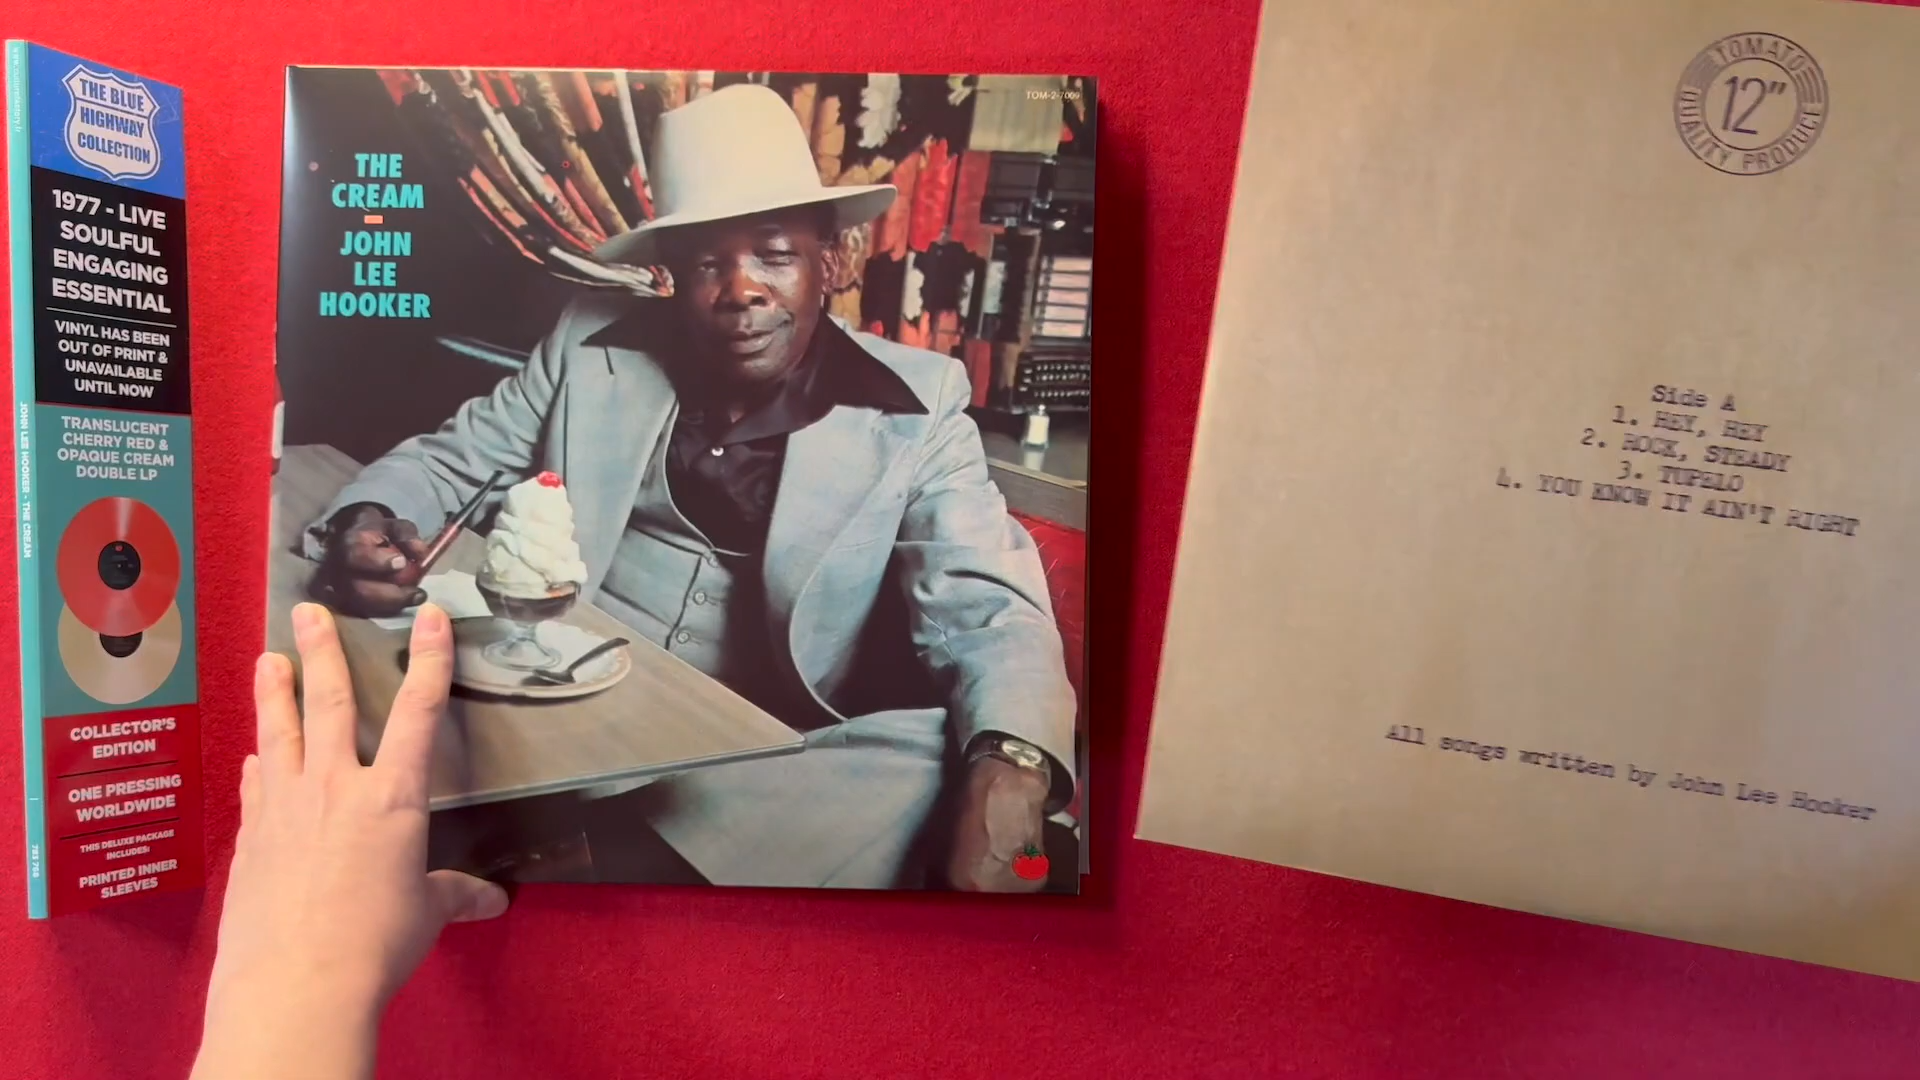 THE BLUE
HIGHWAY
COLLECTION
1977 - LIVE
SOULFUL
ENGAGING
ESSENTIAL
VINYL HAS BEEN
OUT OF PRINT &
UNAVAILABLE
UNTIL NOW
TRANSLUCENT
CHERRY RED &
OPAQUE CREAM
DOUBLE LP
COLLECTOR'S
EDITION
ONE PRESSING
WORLDWIDE
THIS DELUXE PACKAGE
INCLUDES:
PRINTED INNER
SLEEVES
JOHN LEE HOOKER - THE CREAM
783 708
TOM-2-7009
THE
CREAM
-
JOHN
LEE
HOOKER
TOMATO
12"
QUALITY PRODUCE
Side A
1. HEY, HEY
2. ROCK, STEADY
3. TUPELO
4. YOU KNOW IT AIN'T RIGHT
All songs written by John Lee Hooker